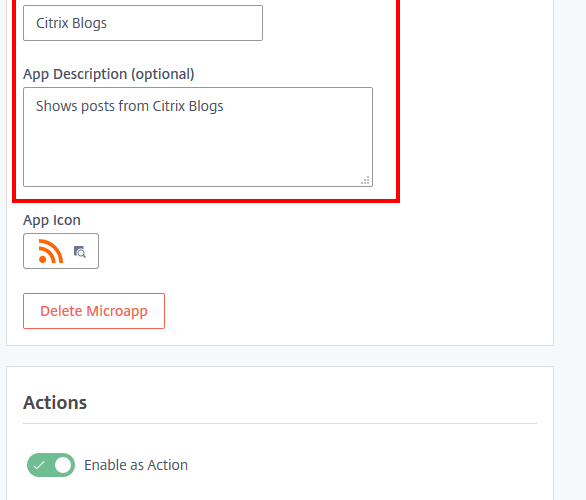 Citrix Blogs
App Description (optional)
Shows posts from Citrix Blogs
App Icon
Delete Microapp
Actions
Enable as Action